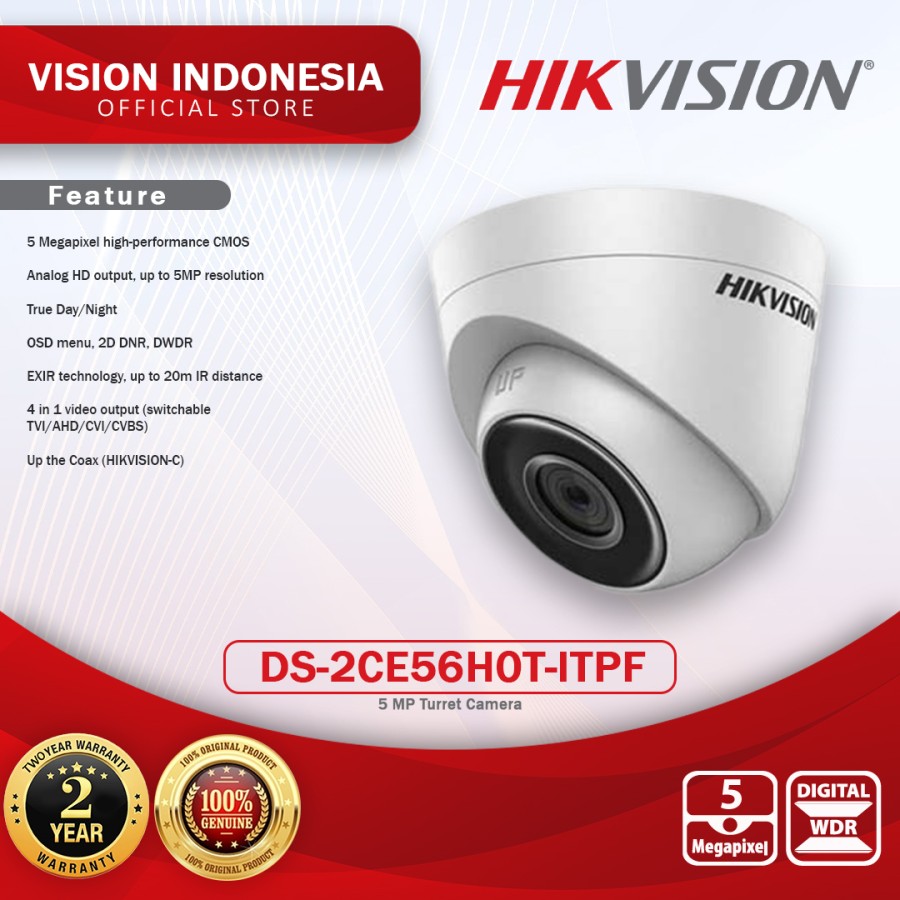 VISION INDONESIA
OFFICIAL STORE
HIKVISION®
Feature
5 Megapixel high-performance CMOS
Analog HD output, up to 5MP resolution
True Day/Night
OSD menu, 2D DNR, DWDR
EXIR technology, up to 20m IR distance
4 in 1 video output (switchable
TVI/AHD/CVI/CVBS)
Up the Coax (HIKVISION-C)
HIKVISION
UP
DS-2CE56H0T-ITPF
5 MP Turret Camera
TWO YEAR WARRANTY
2
YEAR
WARRANTY
100% ORIGINAL PRODUCT
100%
GENUINE
100% ORIGINAL PRODUCT
5
Megapixel
DIGITAL
WDR